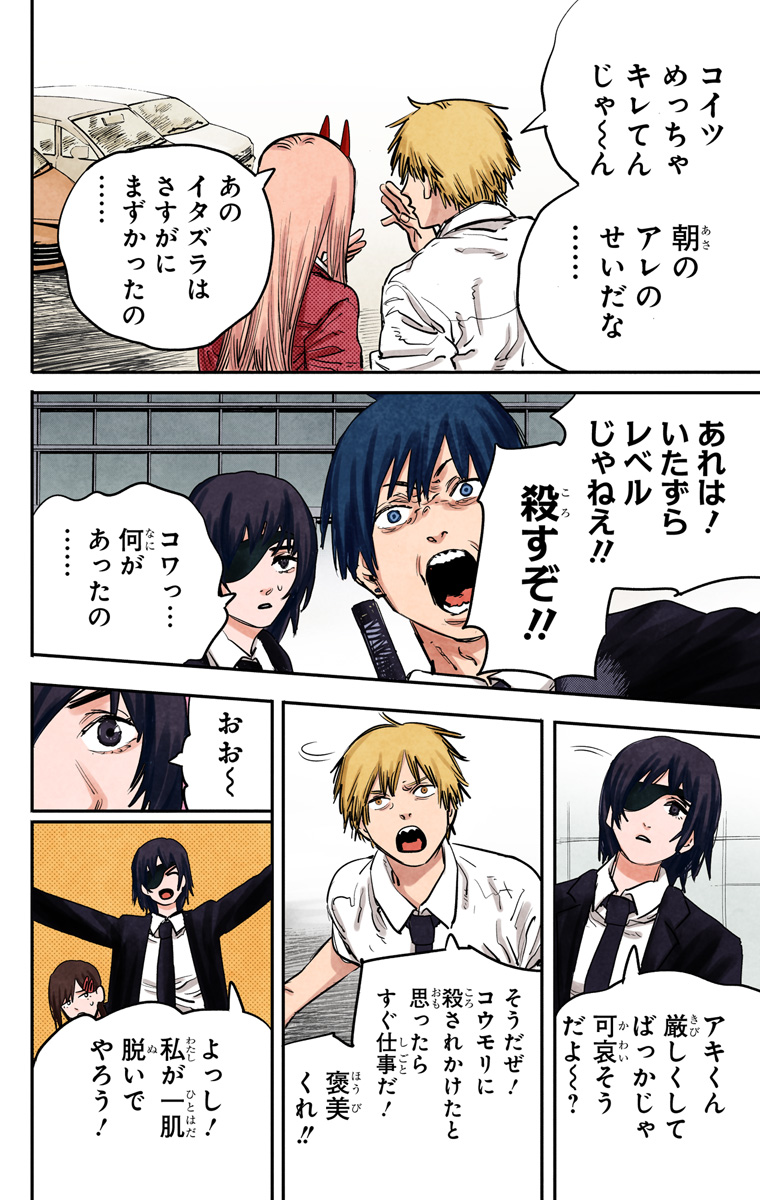 コイツ
めっちゃ
キレてん
じゃ〜ん
朝の
アレの
せいだな
……
あの
イタズラは
さすがに
まずかったの
……
あれは！
いたずら
レベル
じゃねえ!!
殺すぞ!!
コワっ…
何が
あったの
……
アキくん
厳しくして
ばっかじゃ
可哀そう
だよ〜？
そうだぜ！
コウモリに
殺されかけたと
思ったら
すぐ仕事だ！
褒美
くれ!!
おお〜
よっし！
私が一肌
脱いで
やろう！